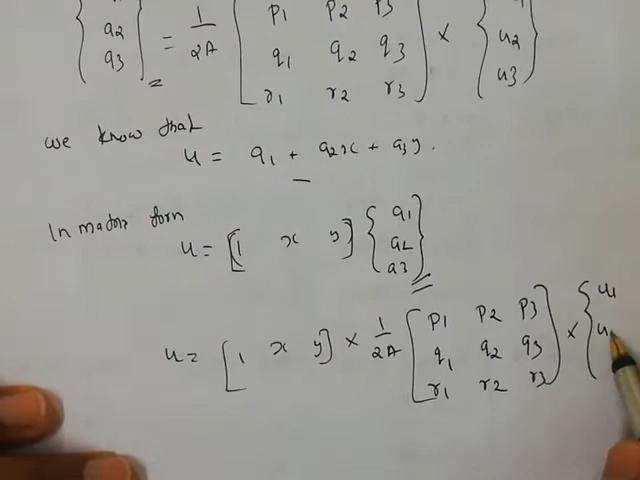 {a2 a3} = 1/2A [p1 p2 p3 q1 q2 q3 r1 r2 r3] × {u2 u3}
we know that
u = a1 + a2x + a3y.
In matrix form
u = [1 x y] {a1 a2 a3}
u = [1 x y] × 1/2A [p1 p2 p3 q1 q2 q3 r1 r2 r3] × {u1 u